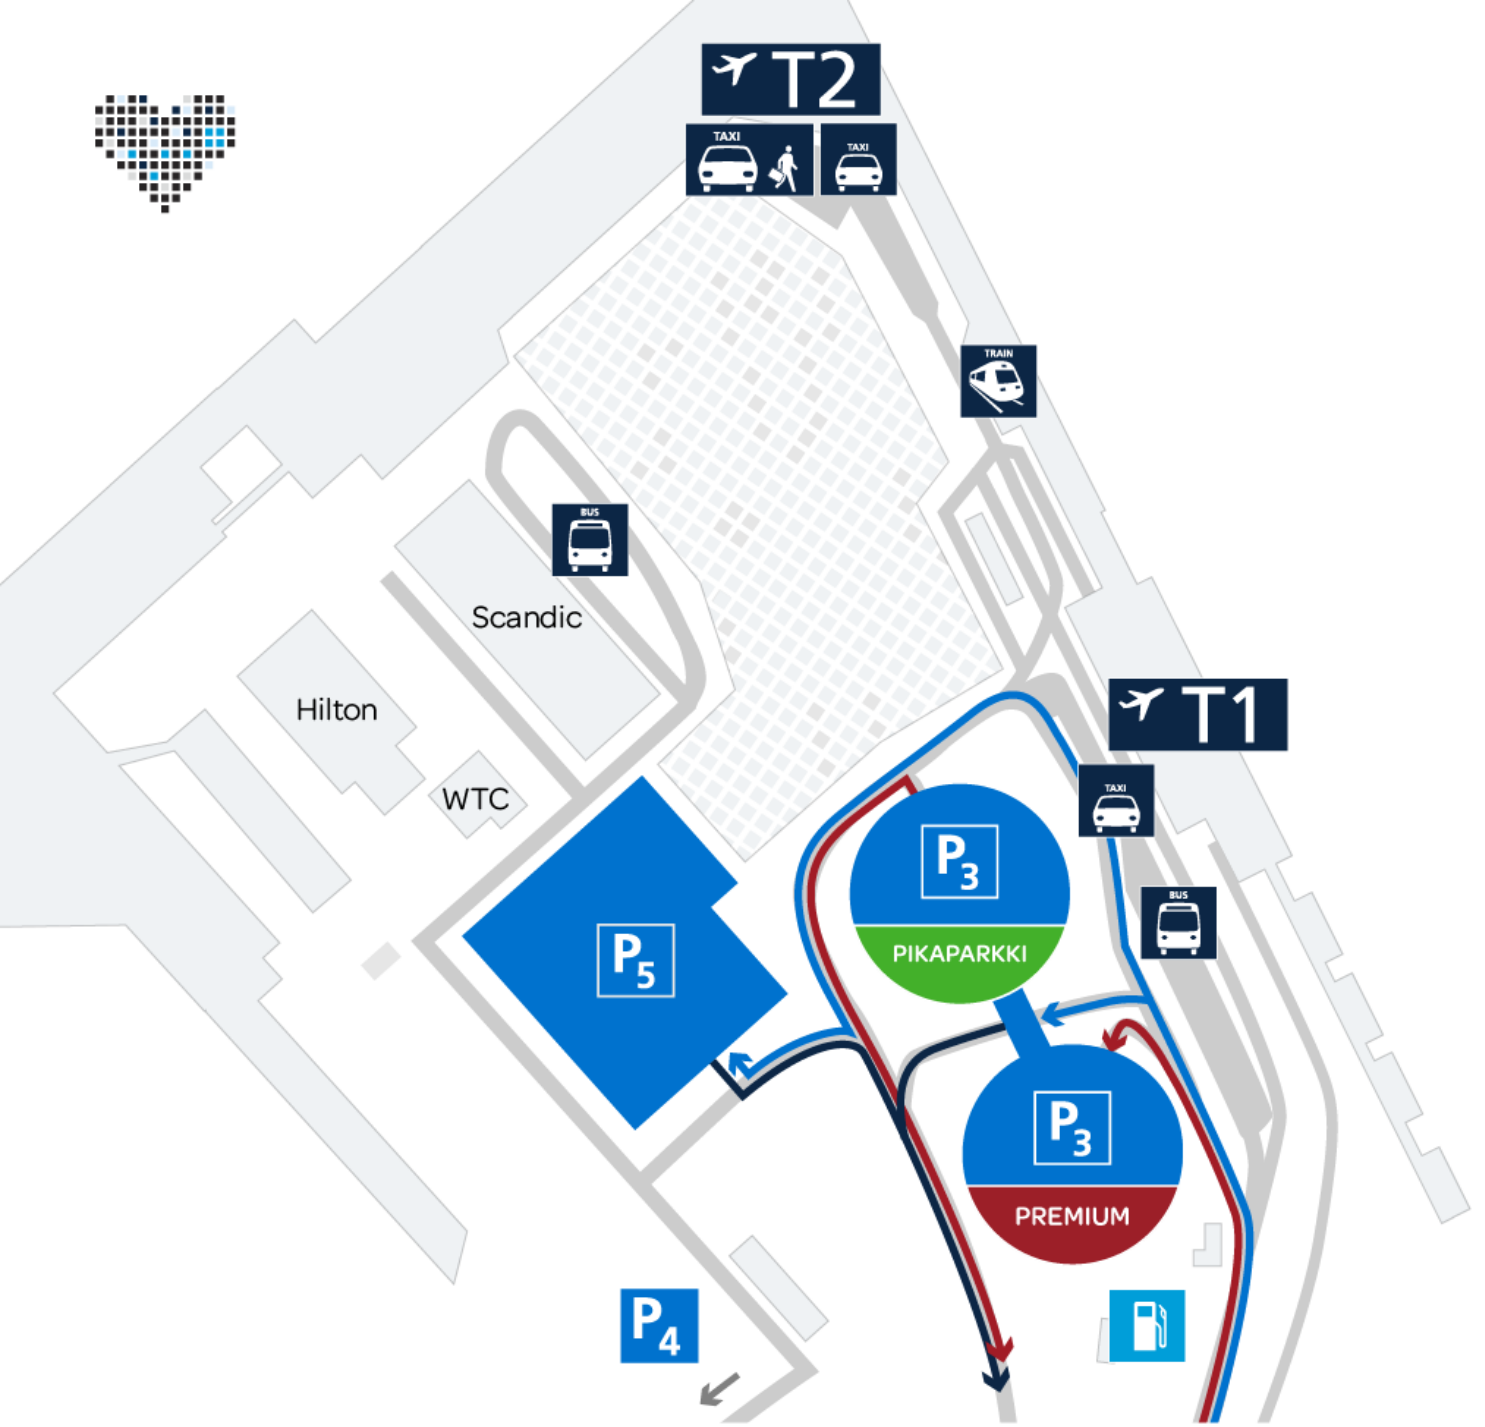 T2
TAXI
TAXI
TRAIN
BUS
Scandic
Hilton
T1
WTC
TAXI
P3
BUS
P5
PIKAPARKKI
P3
PREMIUM
P4